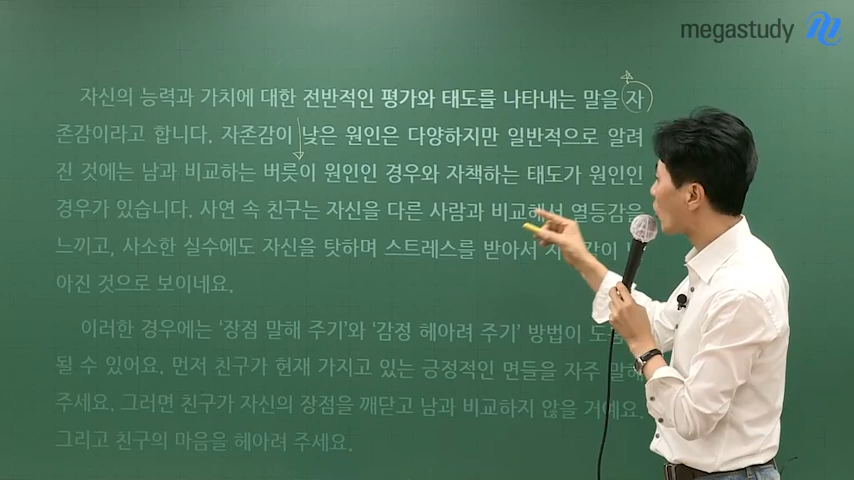 megastudy
자신의 능력과 가치에 대한 전반적인 평가와 태도를 나타내는 말을 자
존감이라고 합니다. 자존감이 낮은 원인은 다양하지만 일반적으로 알려
진 것에는 남과 비교하는 버릇이 원인인 경우와 자책하는 태도가 원인인
경우가 있습니다. 사연 속 친구는 자신을 다른 사람과 비교해서 열등감을
느끼고, 사소한 실수에도 자신을 탓하며 스트레스를 받아서
아진 것으로 보이네요.
이러한 경우에는 '장점 말해 주기'와 '감정 헤아려 주기' 방법이
될 수 있어요. 먼저 친구가 현재 가지고 있는 긍정적인 면들을 자주 말해
주세요. 그러면 친구가 자신의 장점을 깨닫고 남과 비교하지 않을 거예요.
그리고 친구의 마음을 헤아려 주세요.